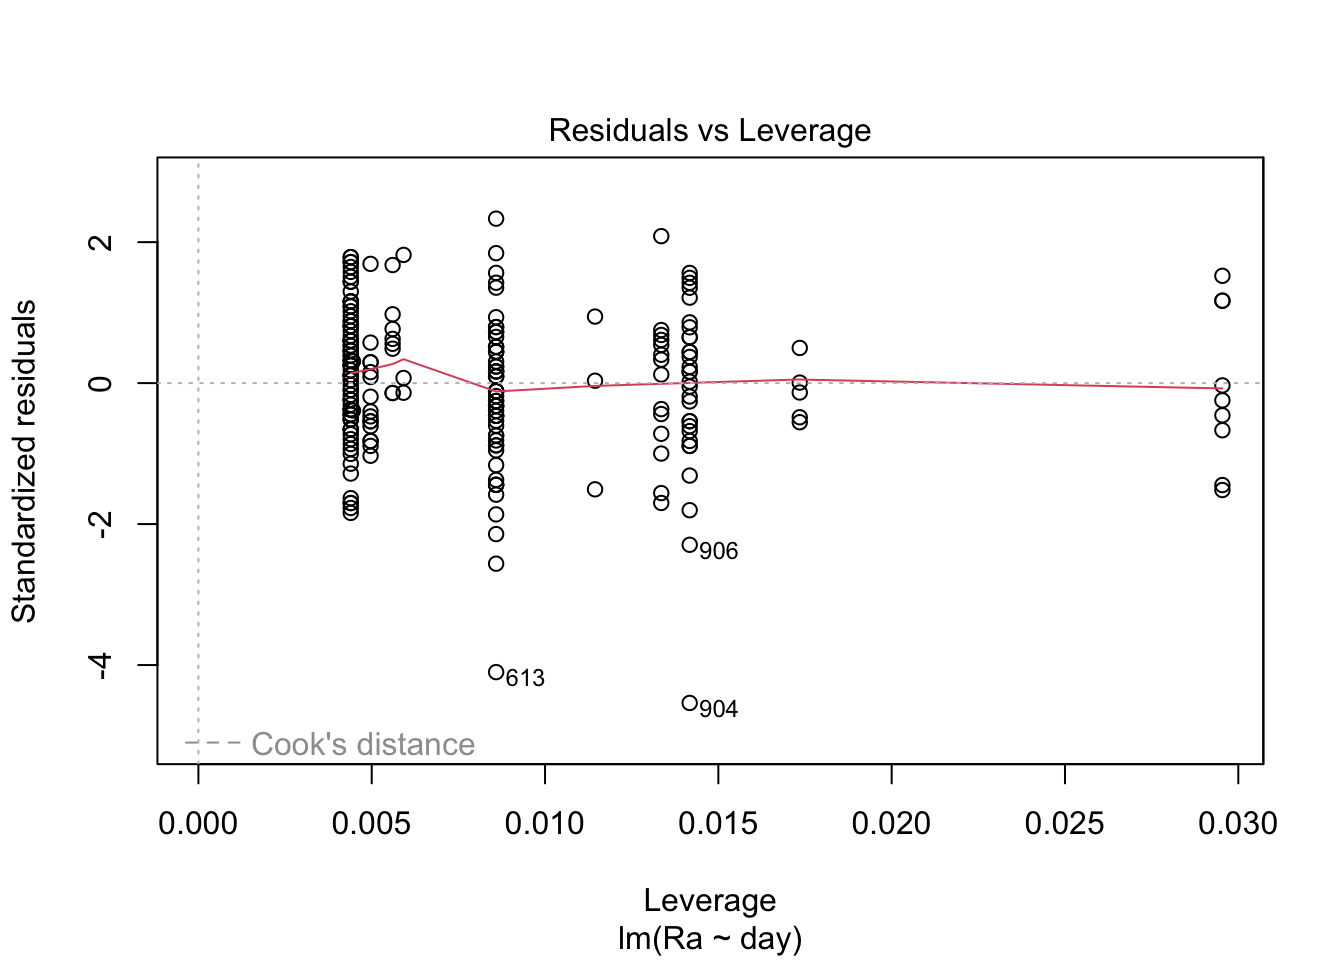 Residuals vs Leverage
Standardized residuals
2
0
-2
-4
906
613
904
Cook's distance
0.000 0.005 0.010 0.015 0.020 0.025 0.030
Leverage
lm(Ra ~ day)